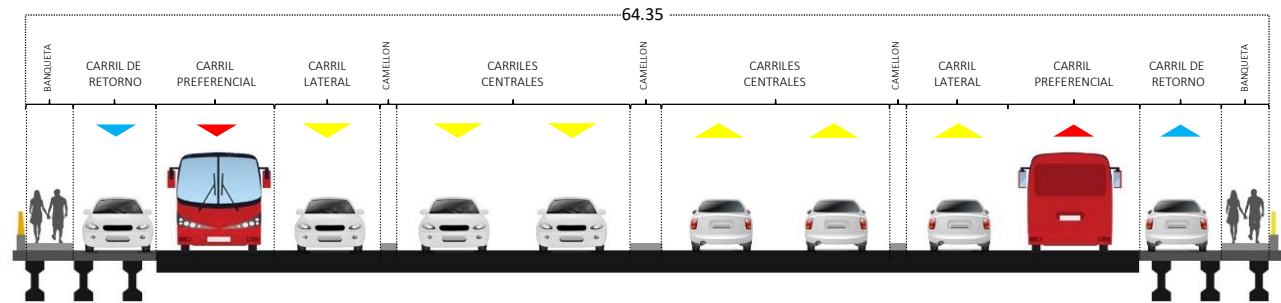 64.35
BANQUETA
CARRIL DE
RETORNO
CARRIL
PREFERENCIAL
CARRIL
LATERAL
CAMELLON
CARRILES
CENTRALES
CAMELLON
CARRILES
CENTRALES
CAMELLON
CARRIL
LATERAL
CARRIL
PREFERENCIAL
CARRIL DE
RETORNO
BANQUETA